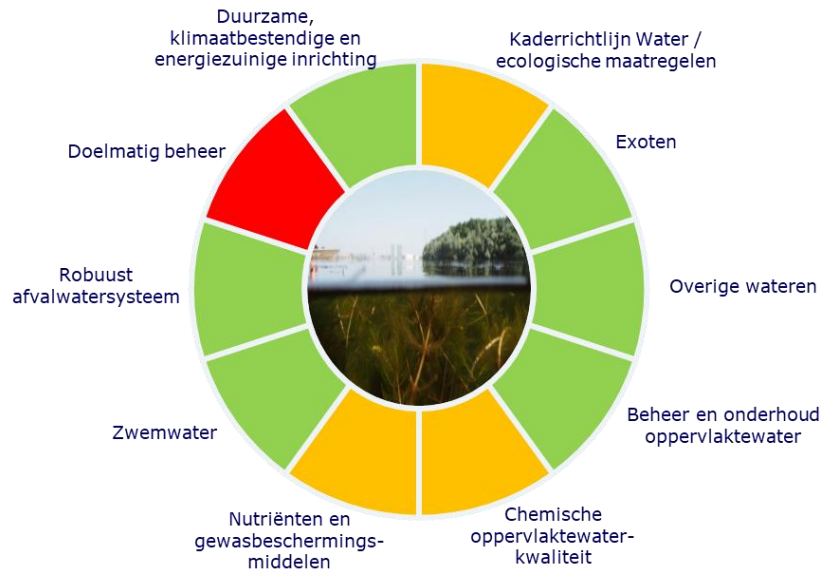 Duurzame,
klimaatbestendige en
energiezuinige inrichting
Kaderrichtlijn Water /
ecologische maatregelen
Exoten
Overige wateren
Beheer en onderhoud
oppervlaktewater
Chemische
oppervlaktewater-
kwaliteit
Nutriënten en
gewasbeschermings-
middelen
Zwemwater
Robuust
afvalwatersysteem
Doelmatig beheer